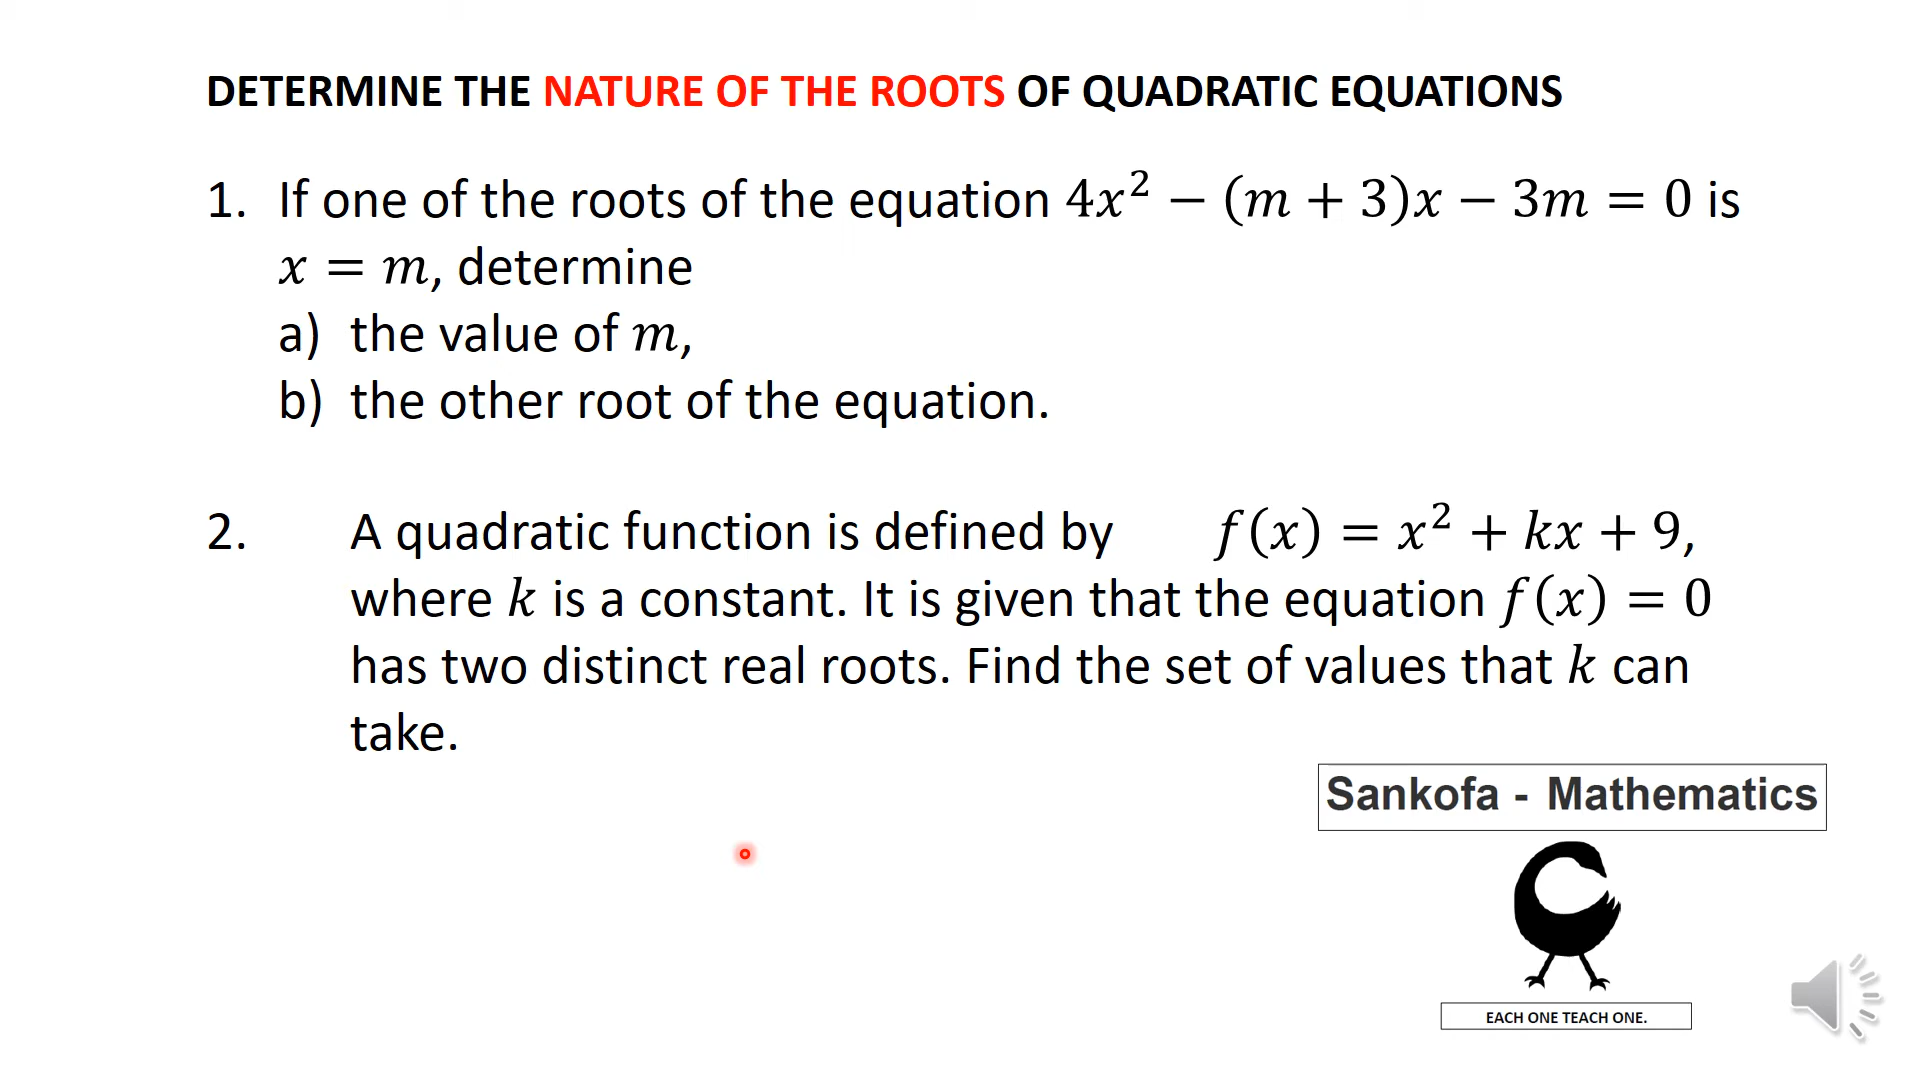 DETERMINE THE NATURE OF THE ROOTS OF QUADRATIC EQUATIONS
1. If one of the roots of the equation 4x² − (m + 3)x − 3m = 0 is
x = m, determine
a) the value of m,
b) the other root of the equation.
2. A quadratic function is defined by f(x) = x² + kx + 9,
where k is a constant. It is given that the equation f(x) = 0
has two distinct real roots. Find the set of values that k can
take.
Sankofa - Mathematics
EACH ONE TEACH ONE.